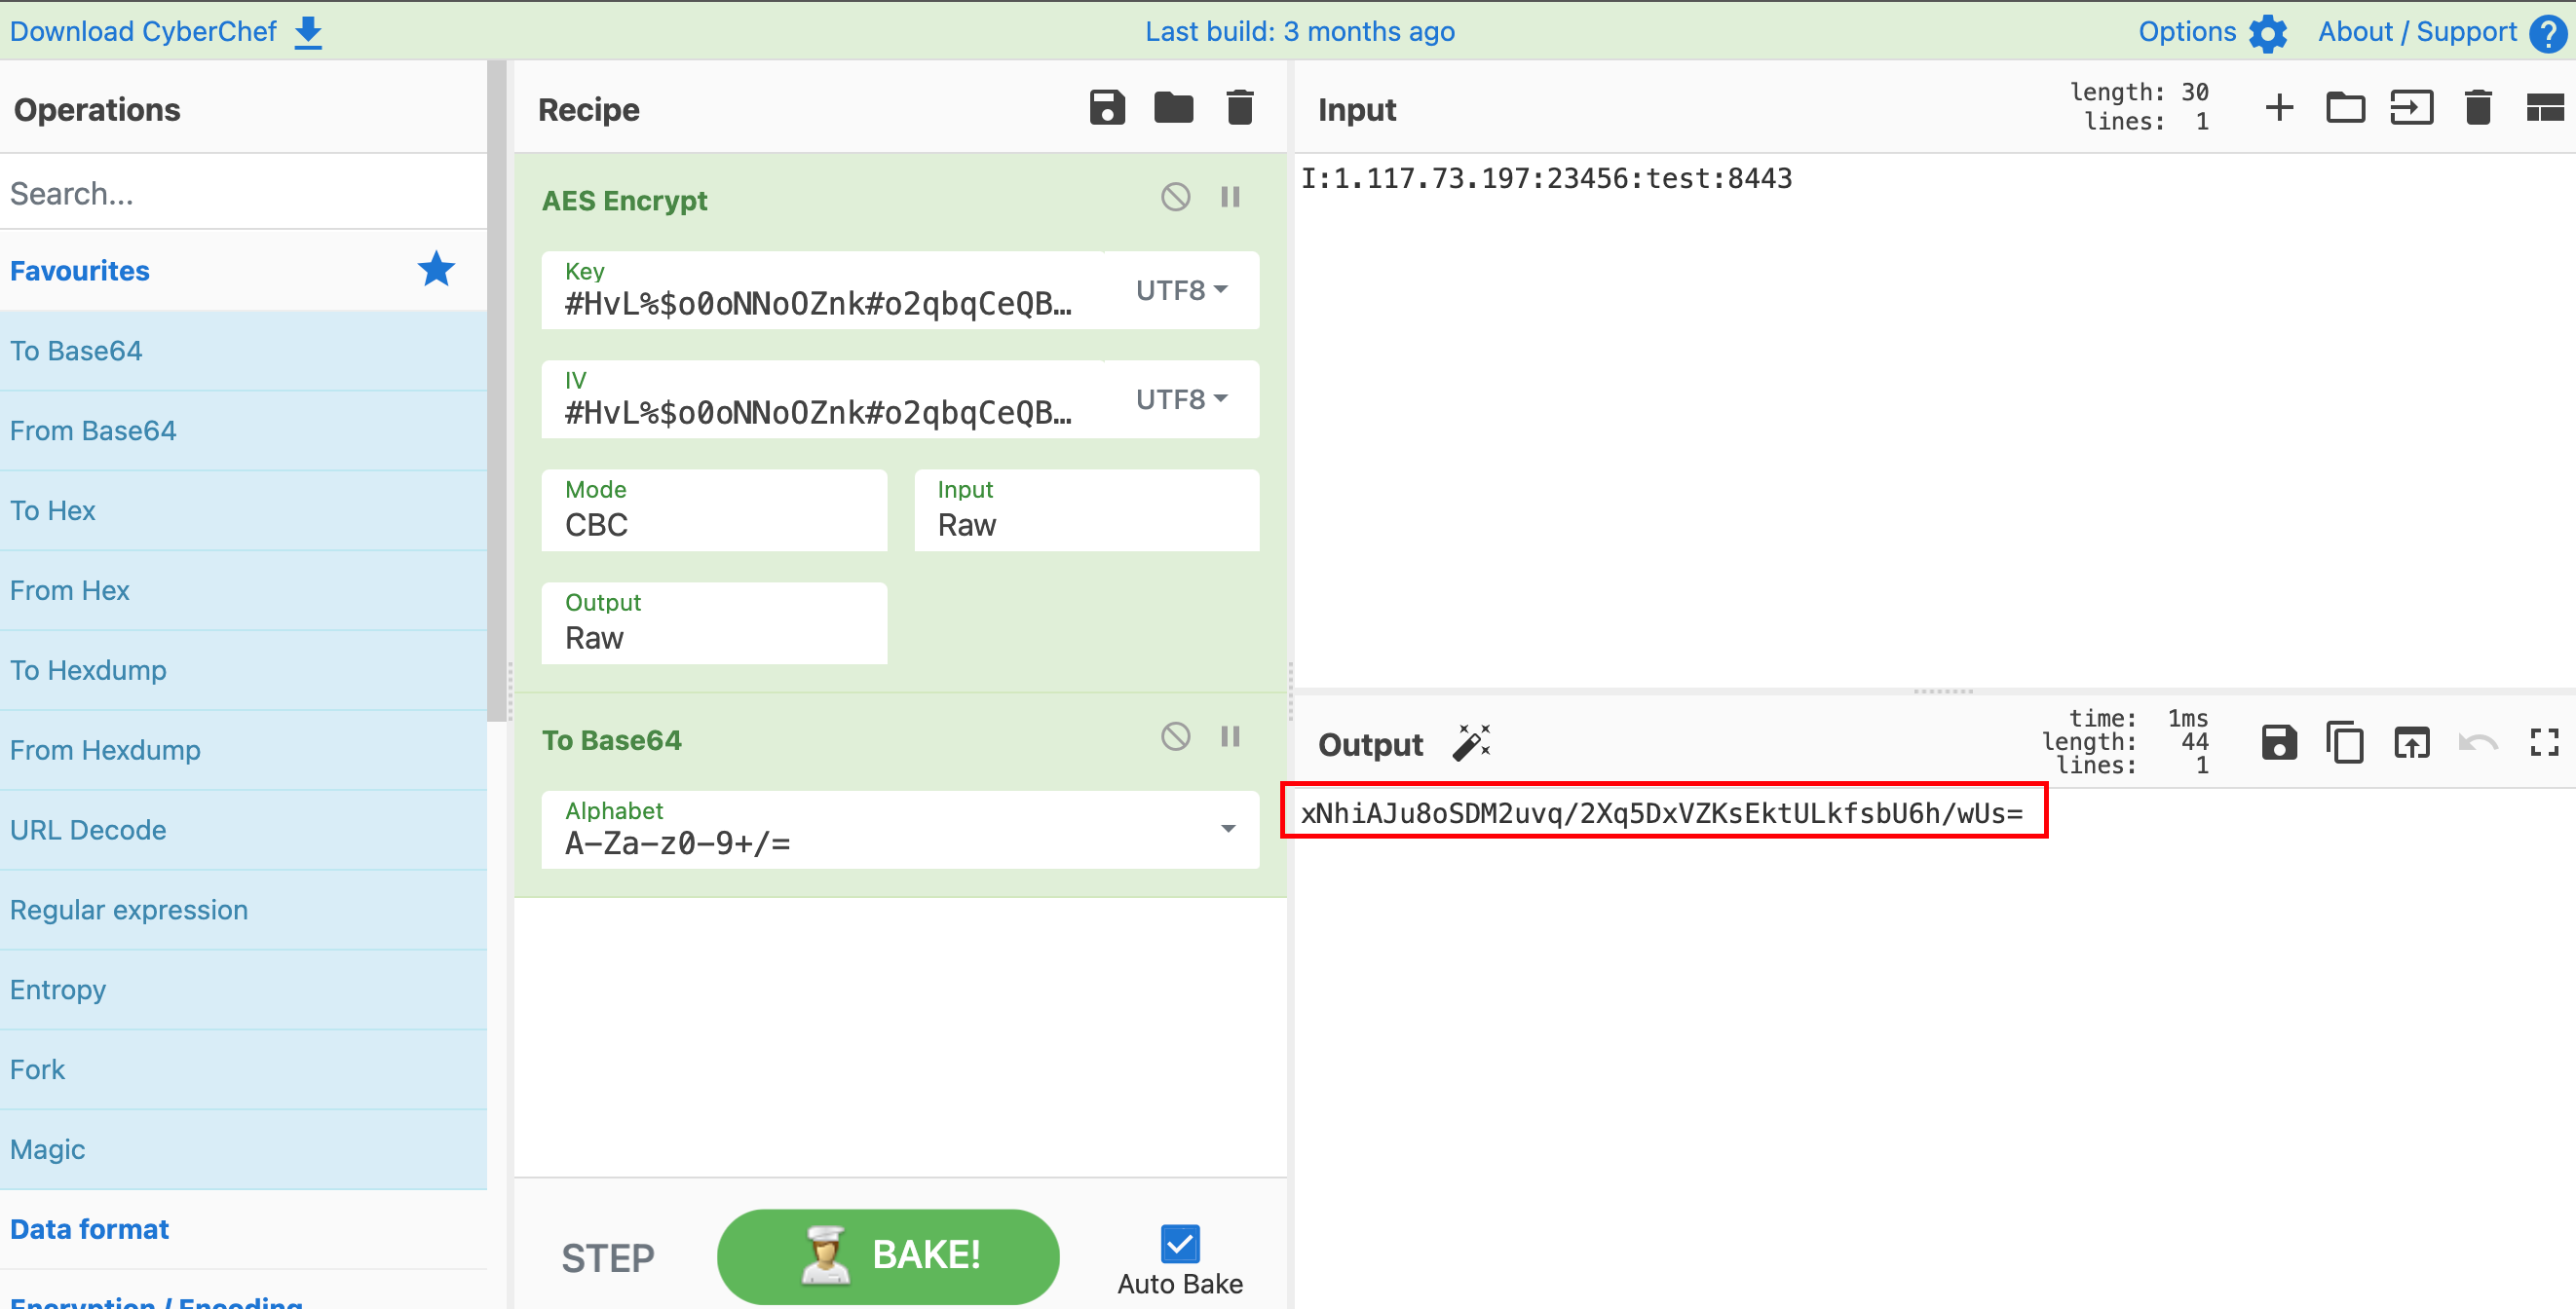 Download CyberChef
Last build: 3 months ago
Options
About / Support
?
Operations
Search...
Favourites
To Base64
From Base64
To Hex
From Hex
To Hexdump
From Hexdump
URL Decode
Regular expression
Entropy
Fork
Magic
Data format
Encryption / Encoding
Recipe
AES Encrypt
Key
#HvL%$o0oNNoOZnk#o2qbqCeQB…
UTF8
IV
#HvL%$o0oNNoOZnk#o2qbqCeQB…
UTF8
Mode
CBC
Input
Raw
Output
Raw
To Base64
Alphabet
A-Za-z0-9+/=
STEP
BAKE!
Auto Bake
Input
length: 30
lines: 1
I:1.117.73.197:23456:test:8443
Output
time: 1ms
length: 44
lines: 1
xNhiAJu8oSDM2uvq/2Xq5DxVZKsEktULkfsbU6h/wUs=